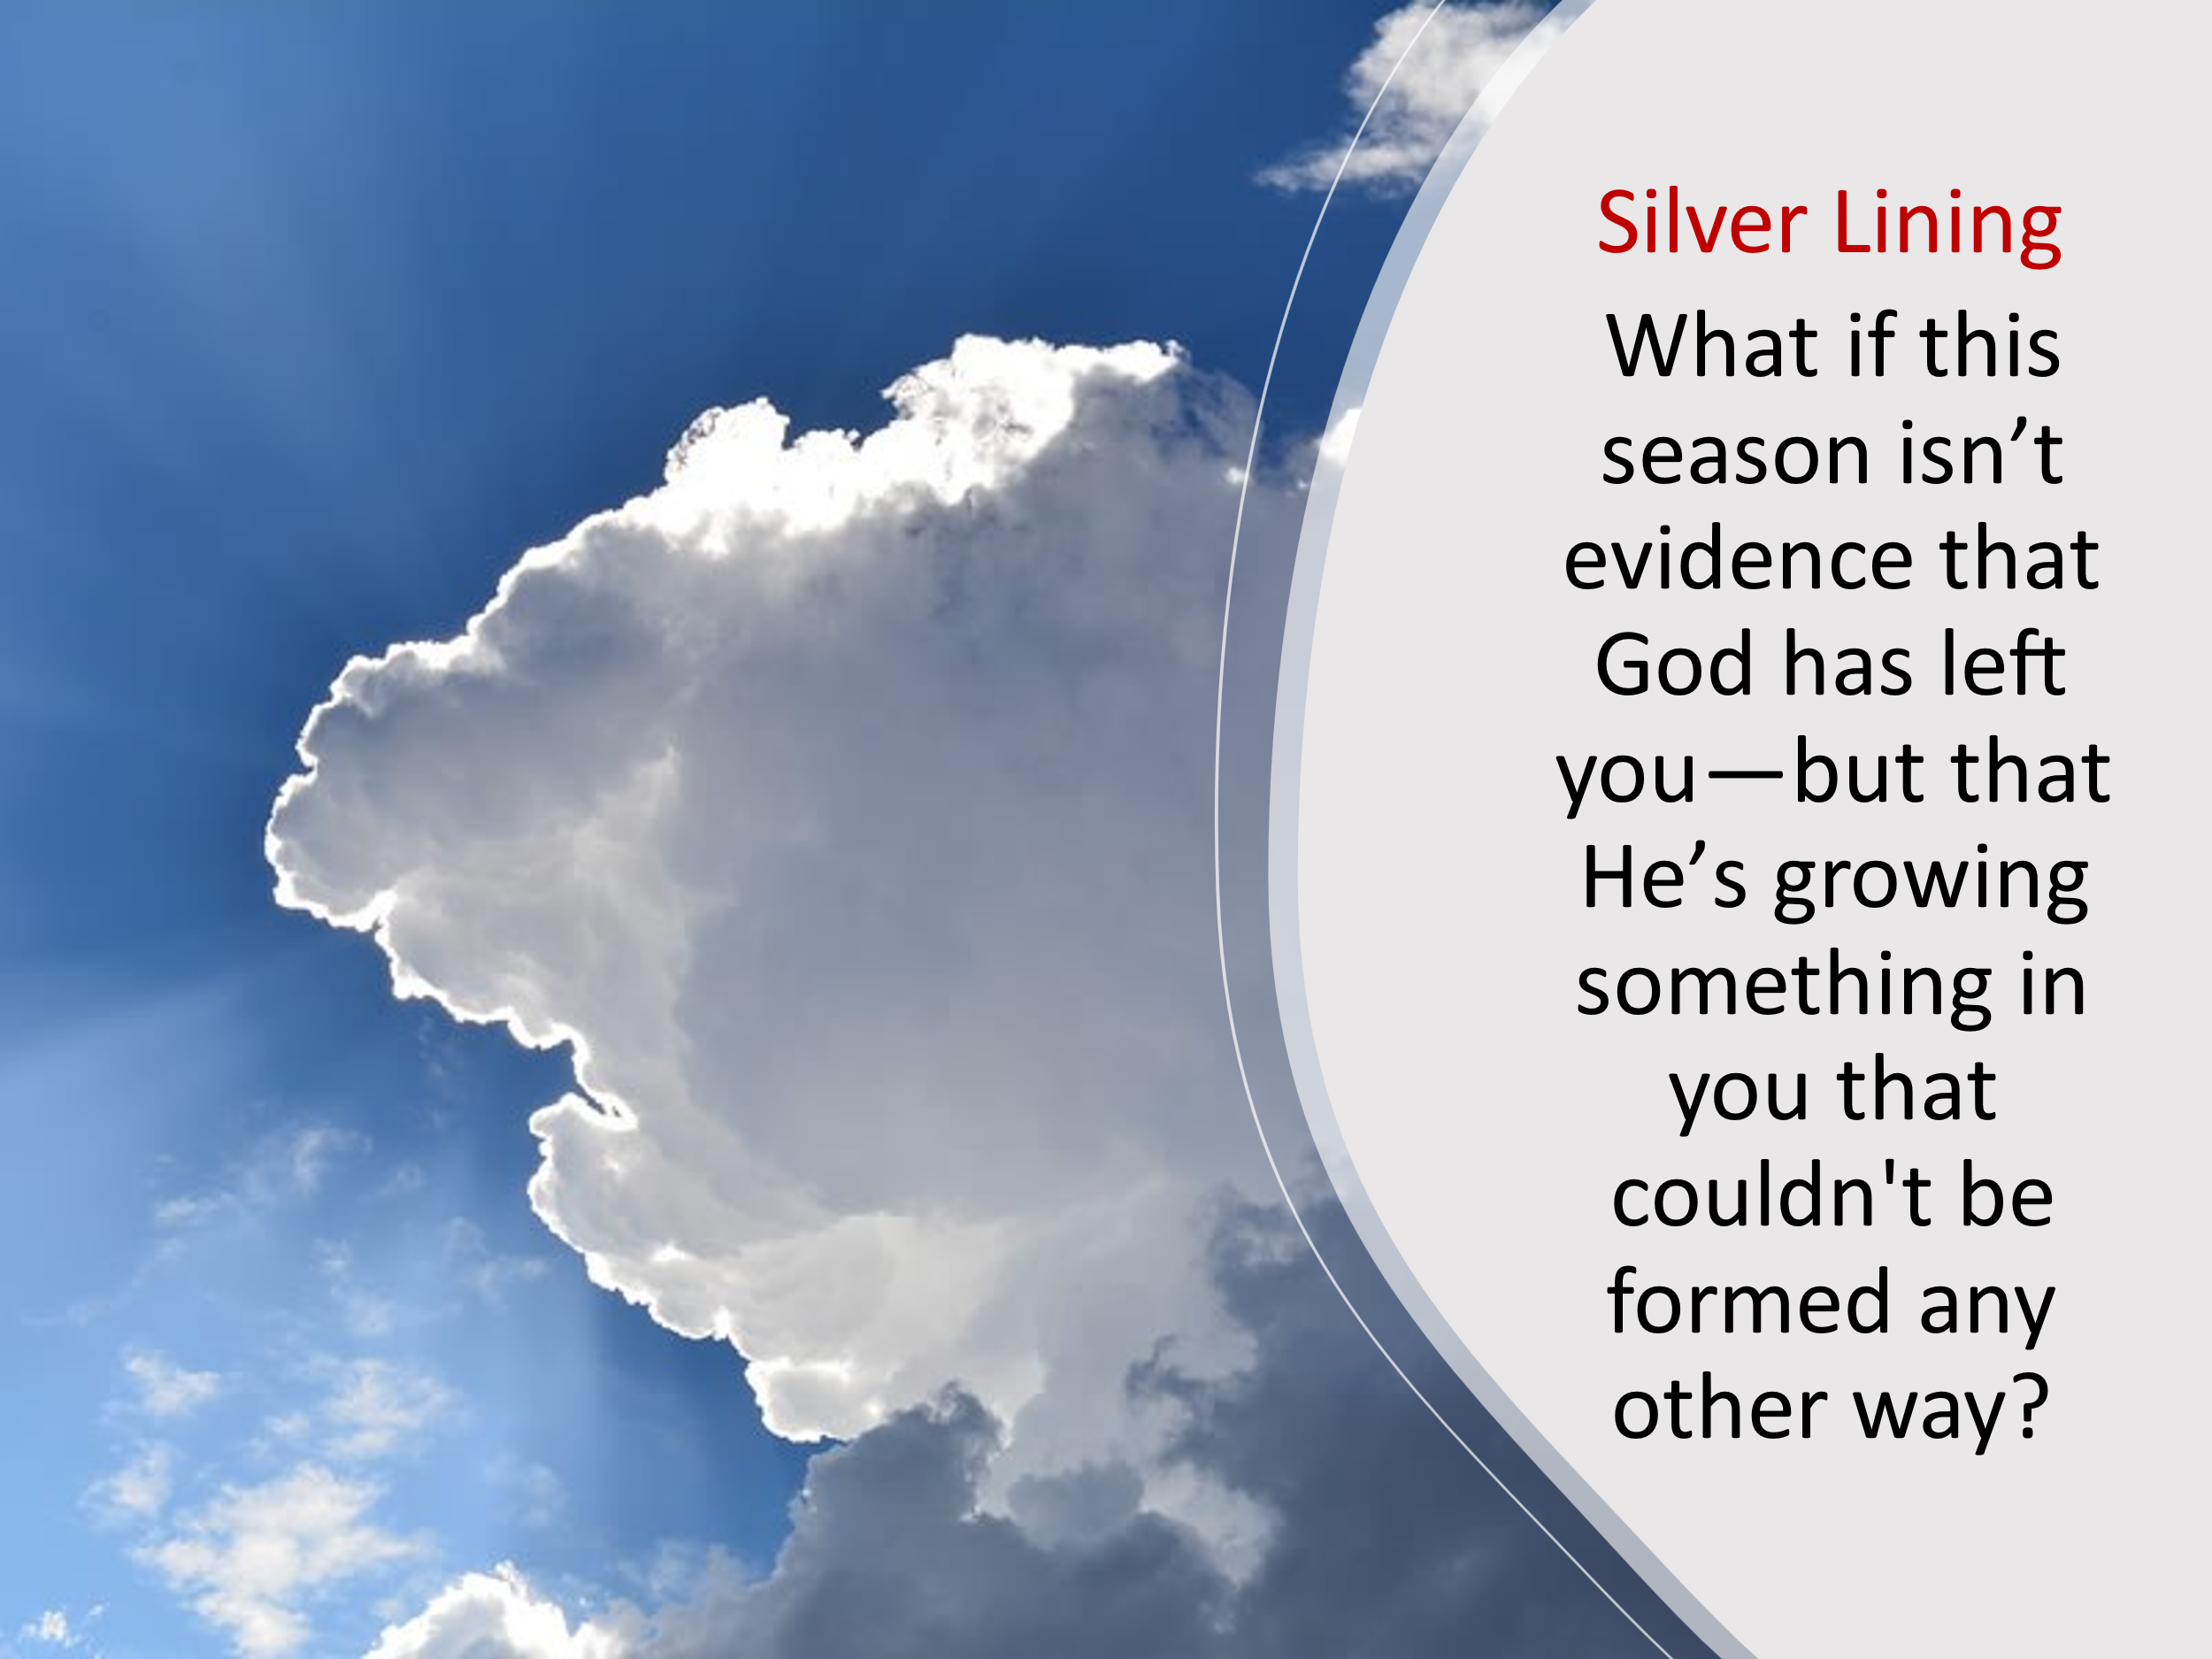 Silver Lining
What if this
season isn’t
evidence that
God has left
you—but that
He’s growing
something in
you that
couldn't be
formed any
other way?